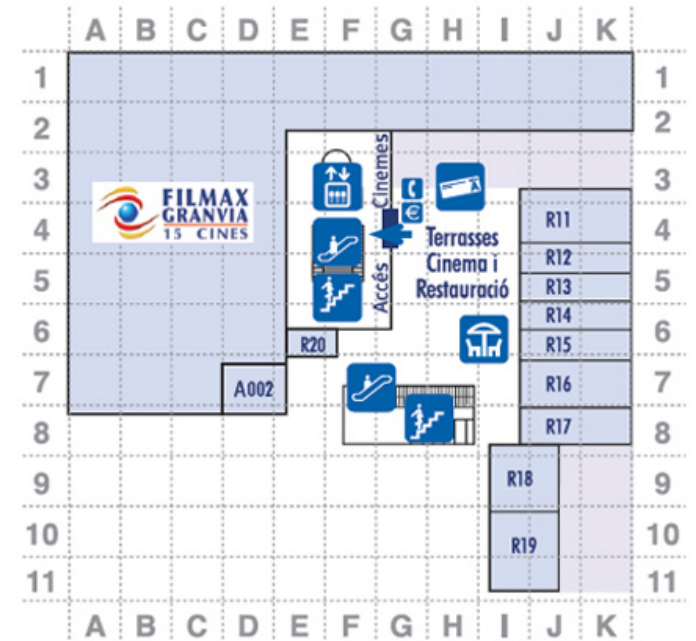 A B C D E F G H I J K
1 1
2 2
Cinemes
3 3
FILMAX
GRANVIA
15 CINES
€
R11
4 4
Terrasses
Cinema i
Restauració
R12
Accés
5 5
R13
R14
6 6
R20
R15
7 7
A002
R16
R17
8 8
R18
9 9
10 10
R19
11 11
A B C D E F G H I J K